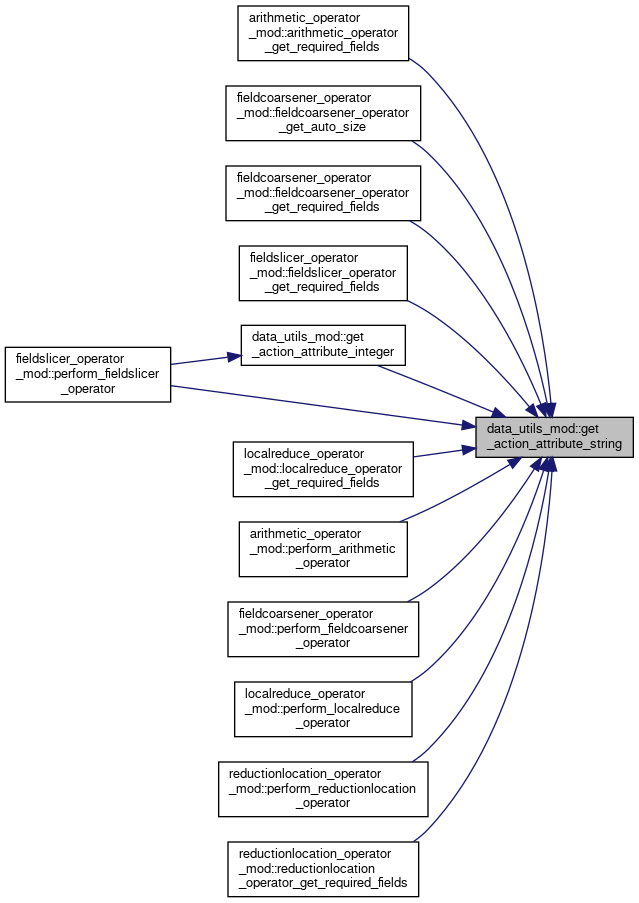 arithmetic_operator
_mod::arithmetic_operator
_get_required_fields
fieldcoarsener_operator
_mod::fieldcoarsener_operator
_get_auto_size
fieldcoarsener_operator
_mod::fieldcoarsener_operator
_get_required_fields
fieldslicer_operator
_mod::fieldslicer_operator
_get_required_fields
data_utils_mod::get
_action_attribute_integer
fieldslicer_operator
_mod::perform_fieldslicer
_operator
data_utils_mod::get
_action_attribute_string
localreduce_operator
_mod::localreduce_operator
_get_required_fields
arithmetic_operator
_mod::perform_arithmetic
_operator
fieldcoarsener_operator
_mod::perform_fieldcoarsener
_operator
localreduce_operator
_mod::perform_localreduce
_operator
reductionlocation_operator
_mod::perform_reductionlocation
_operator
reductionlocation_operator
_mod::reductionlocation
_operator_get_required_fields